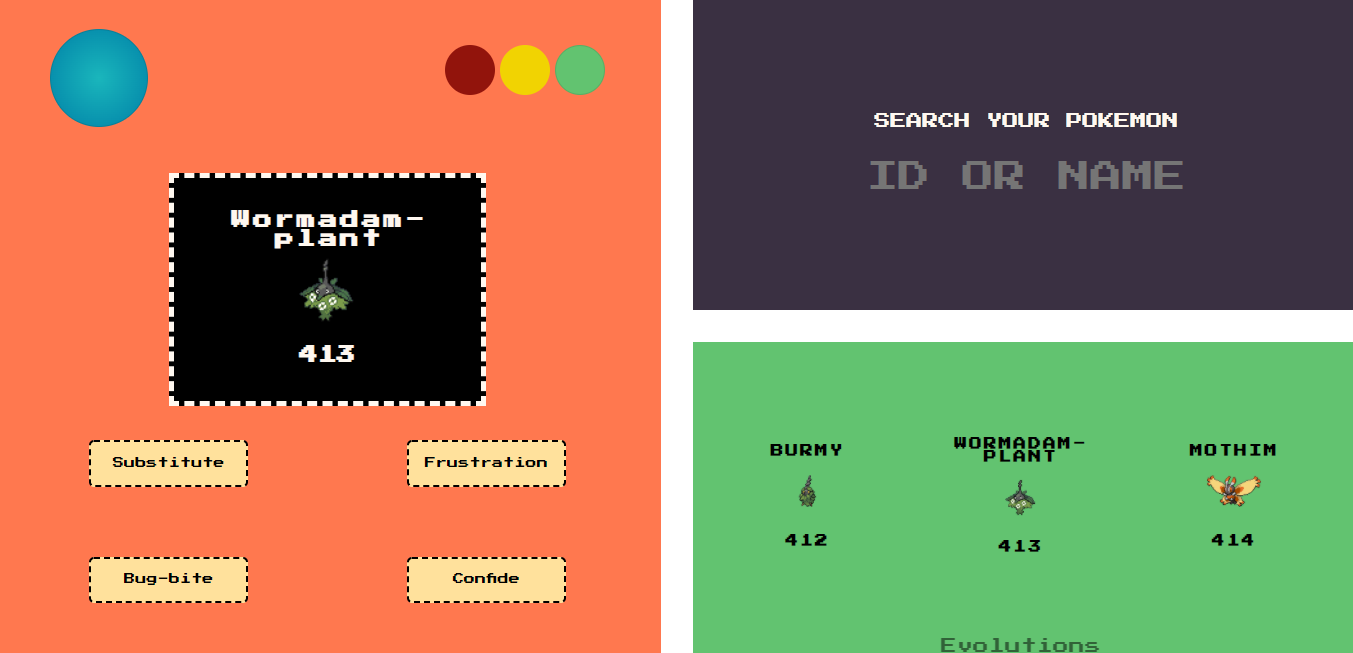 Wormadam-
plant
413
Substitute
Frustration
Bug-bite
Confide
SEARCH YOUR POKEMON
ID OR NAME
BURMY
412
WORMADAM-
PLANT
413
MOTHIM
414
Evolutions